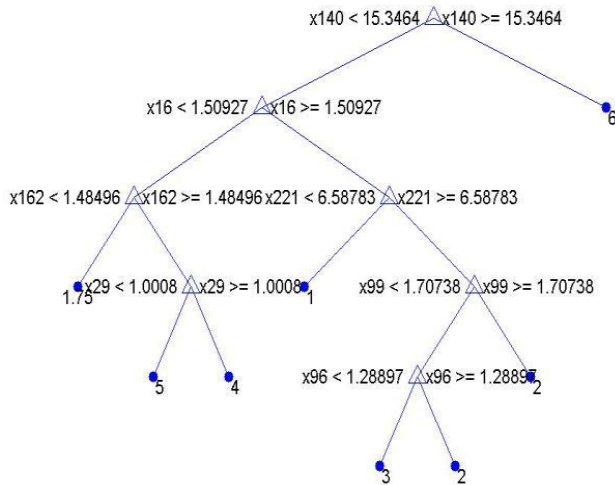 x140 < 15.3464 x140 >= 15.3464
x16 < 1.50927 x16 >= 1.50927
6
x162 < 1.48496 x162 >= 1.48496 x221 < 6.58783 x221 >= 6.58783
1.75 x29 < 1.0008 x29 >= 1.0008 1 x99 < 1.70738 x99 >= 1.70738
5 4 x96 < 1.28897 x96 >= 1.28897 2
3 2